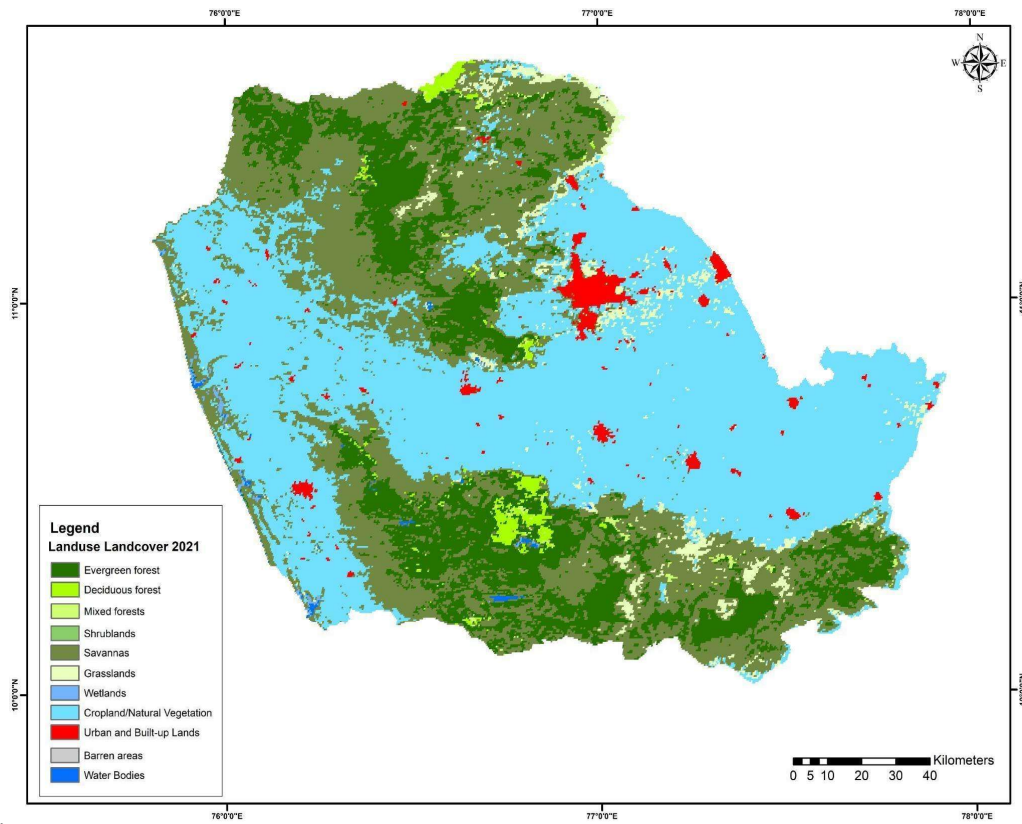 76°0'0"E 77°0'0"E 78°0'0"E
N
W E
S
11°0'0"N
10°0'0"N
Legend
Landuse Landcover 2021
Evergreen forest
Deciduous forest
Mixed forests
Shrublands
Savannas
Grasslands
Wetlands
Cropland/Natural Vegetation
Urban and Built-up Lands
Barren areas
Water Bodies
Kilometers
0 5 10 20 30 40
76°0'0"E 77°0'0"E 78°0'0"E